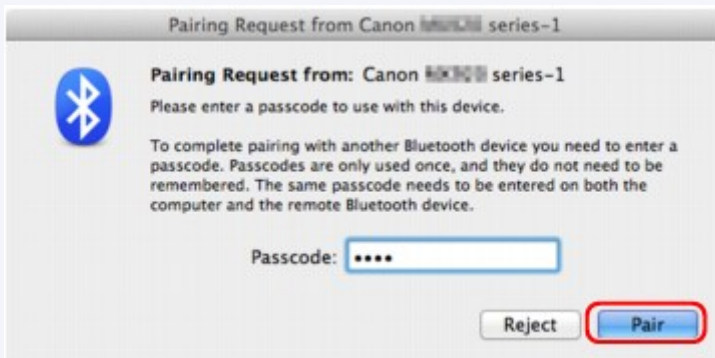 Pairing Request from Canon series-1
Pairing Request from: Canon series-1
Please enter a passcode to use with this device.
To complete pairing with another Bluetooth device you need to enter a
passcode. Passcodes are only used once, and they do not need to be
remembered. The same passcode needs to be entered on both the
computer and the remote Bluetooth device.
Passcode: ••••
Reject Pair